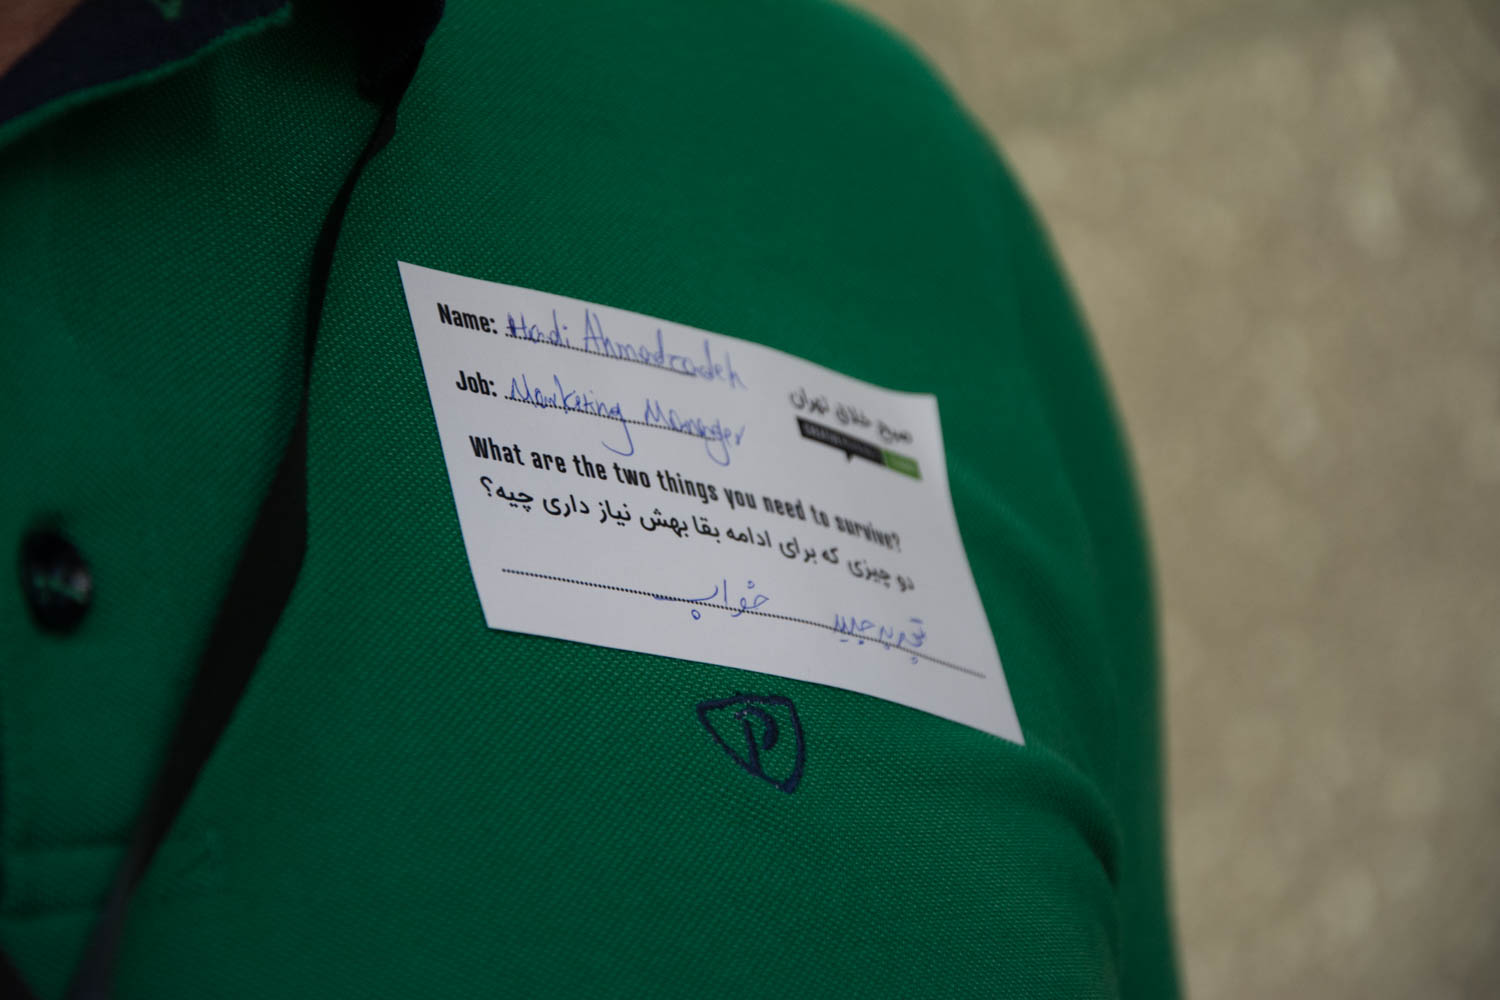 Name: Hadi Ahmadzadeh
Job: Marketing Manager
صبح خلاق تهران
What are the two things you need to survive?
دو چیزی که برای ادامه بقا بهش نیاز داری چیه؟
تجربه جدید خواب
P